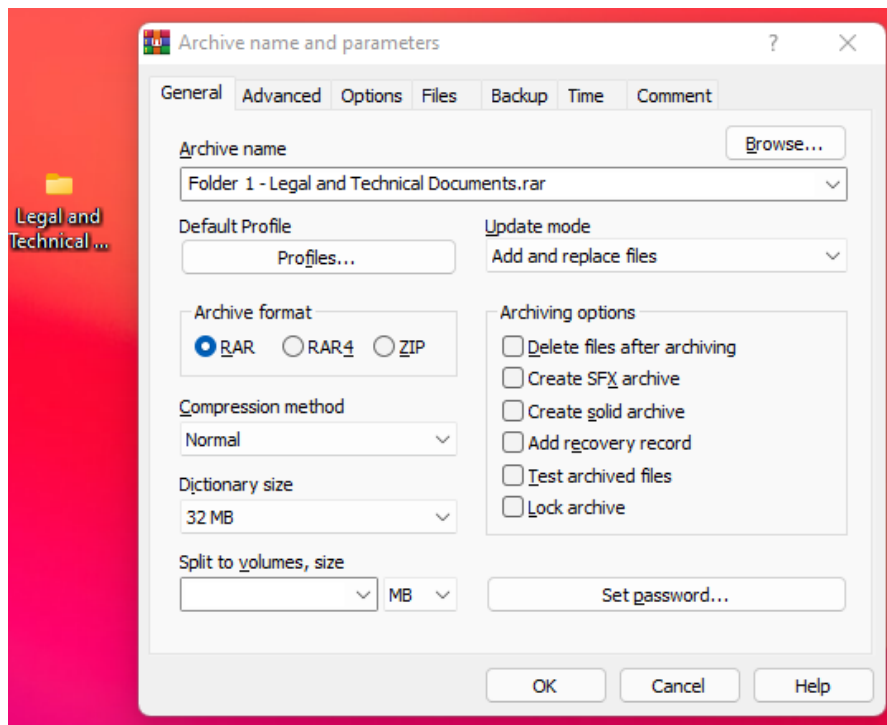 Archive name and parameters
?
General Advanced Options Files Backup Time Comment
Archive name
Browse...
Folder 1 - Legal and Technical Documents.rar
Legal and
Technical ...
Default Profile
Profiles...
Update mode
Add and replace files
Archive format
RAR RAR4 ZIP
Archiving options
Delete files after archiving
Create SFX archive
Create solid archive
Add recovery record
Test archived files
Lock archive
Compression method
Normal
Dictionary size
32 MB
Split to volumes, size
MB
Set password...
OK Cancel Help